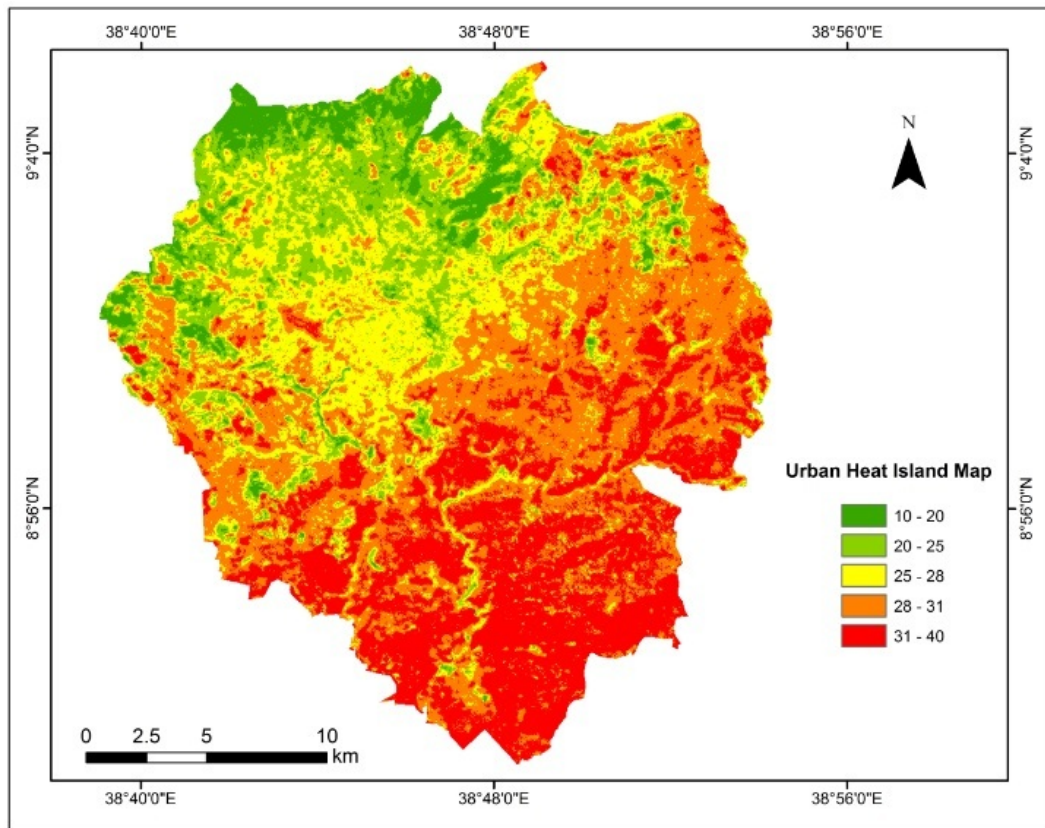 38°40'0"E 38°48'0"E 38°56'0"E
N
9°4'0"N 9°4'0"N
Urban Heat Island Map
10 - 20
8°56'0"N 8°56'0"N
20 - 25
25 - 28
28 - 31
31 - 40
0 2.5 5 10
km
38°40'0"E 38°48'0"E 38°56'0"E